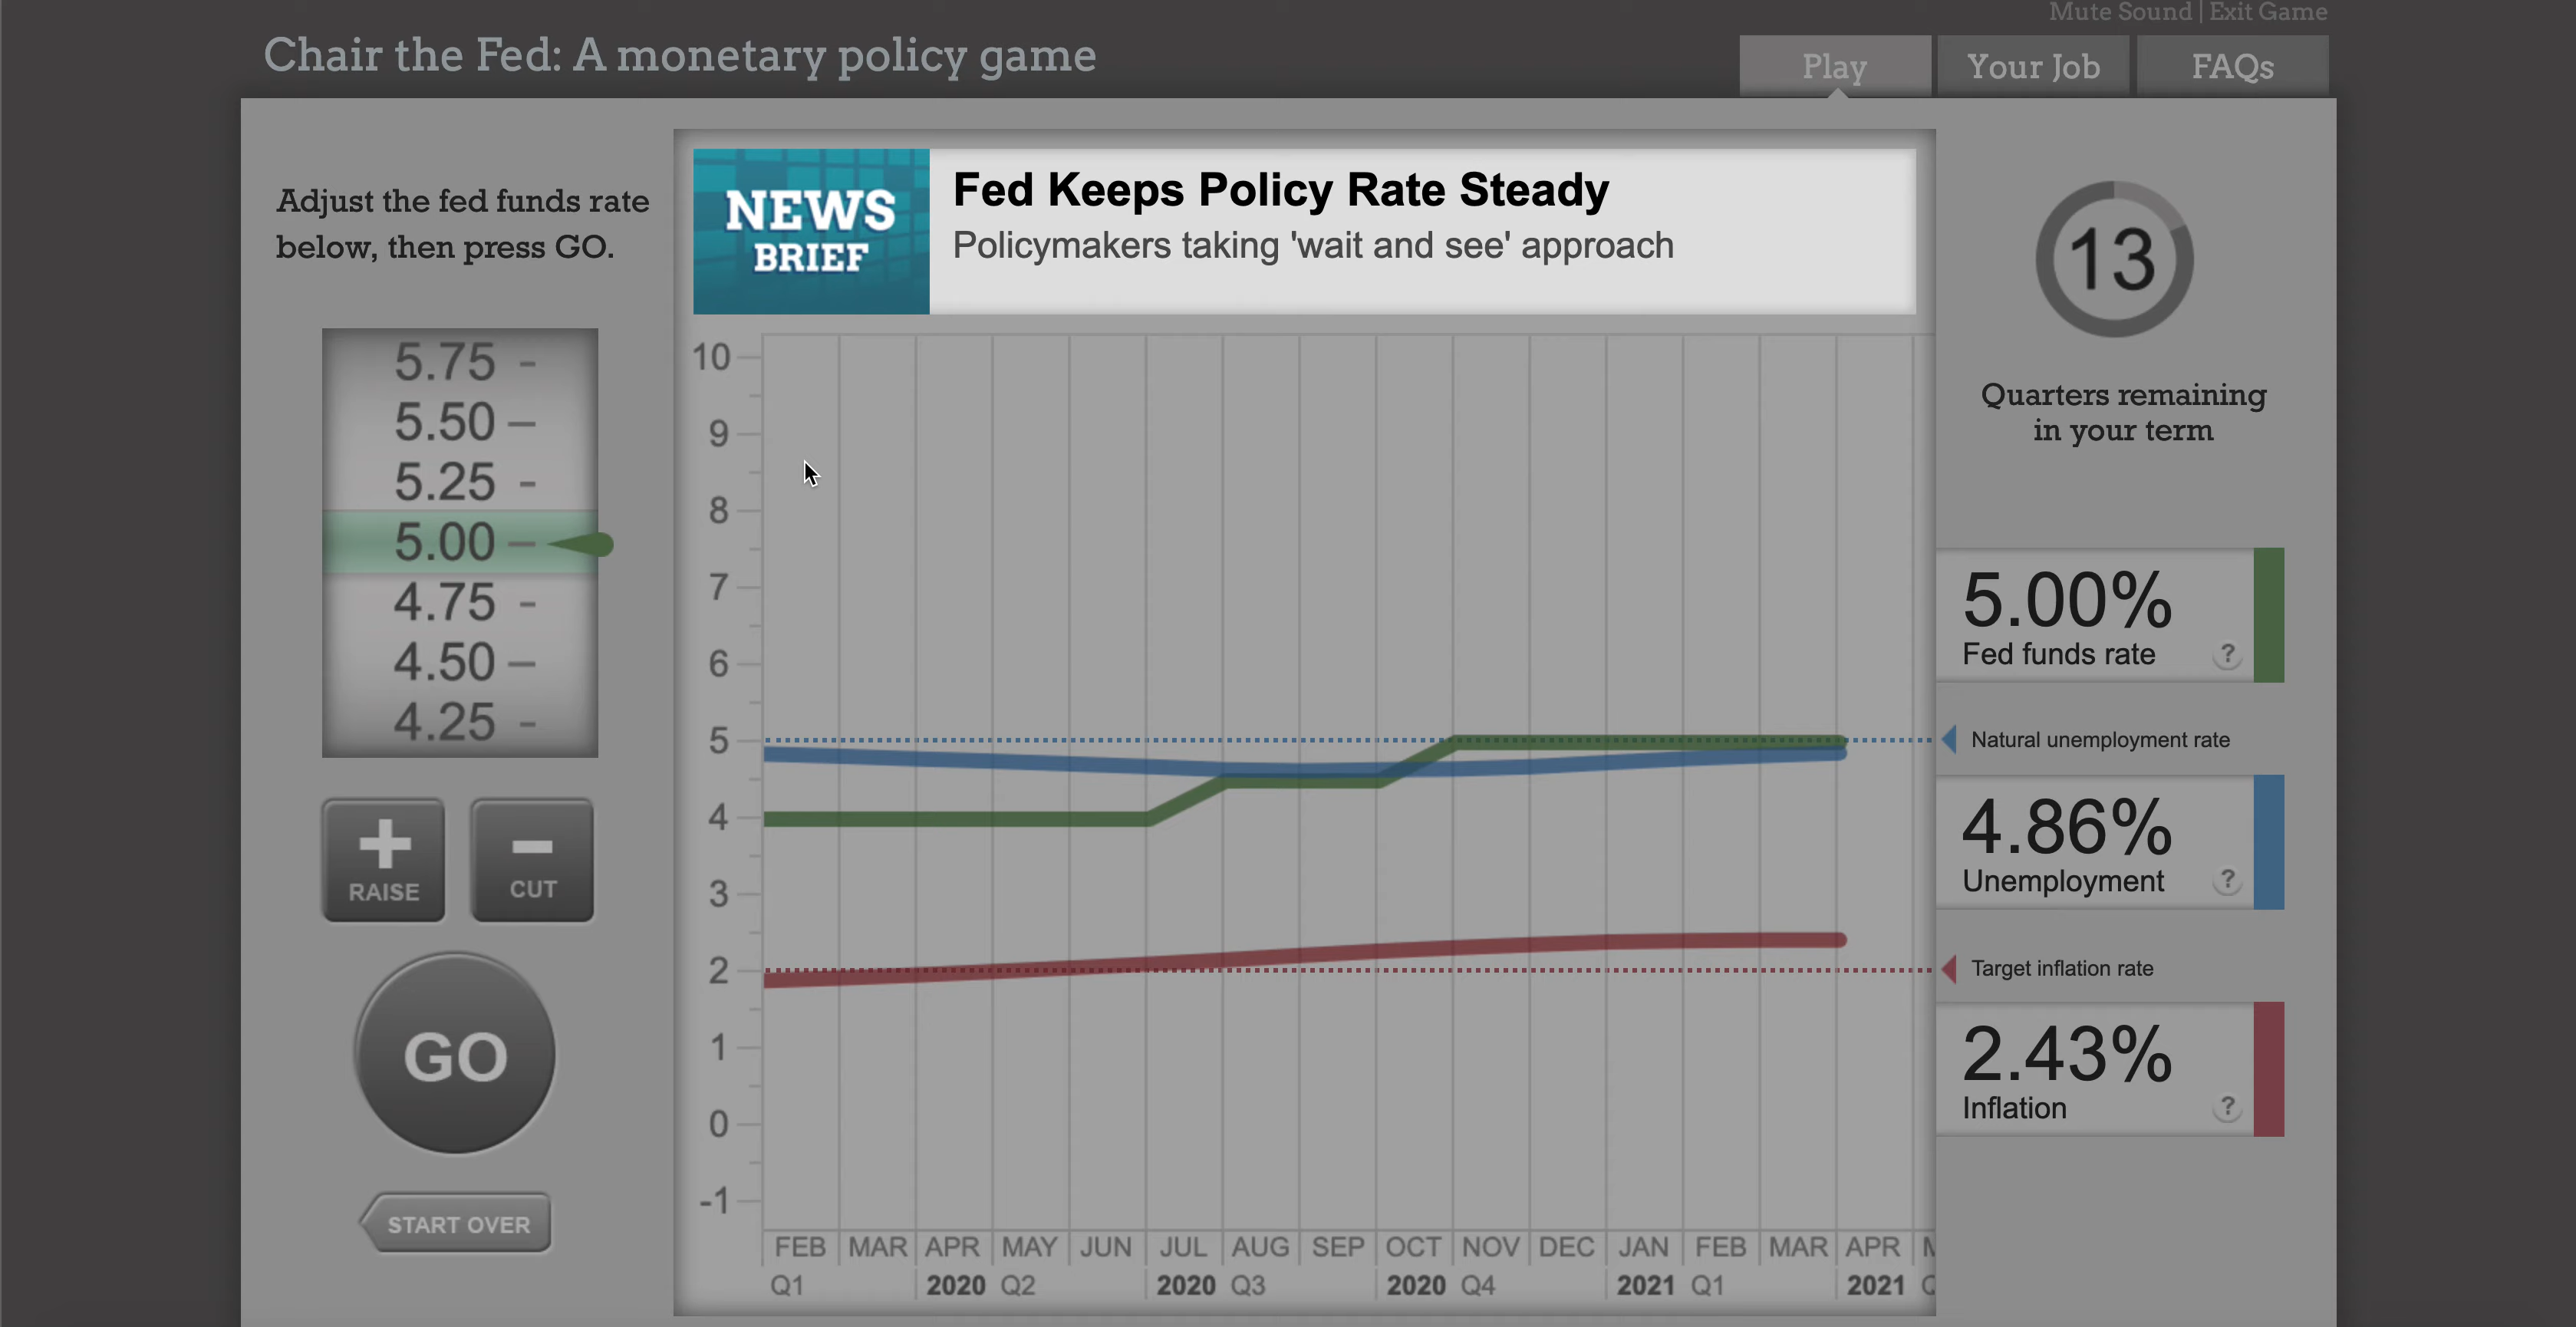 Mute Sound | Exit Game
Chair the Fed: A monetary policy game
Play
Your Job
FAQs
Adjust the fed funds rate
below, then press GO.
5.75
5.50
5.25
5.00
4.75
4.50
4.25
+
RAISE
−
CUT
GO
START OVER
NEWS
BRIEF
Fed Keeps Policy Rate Steady
Policymakers taking 'wait and see' approach
10
9
8
7
6
5
4
3
2
1
0
-1
FEB MAR APR MAY JUN JUL AUG SEP OCT NOV DEC JAN FEB MAR APR
Q1 2020 Q2 2020 Q3 2020 Q4 2021 Q1 2021
13
Quarters remaining
in your term
5.00%
Fed funds rate ?
Natural unemployment rate
4.86%
Unemployment ?
Target inflation rate
2.43%
Inflation ?